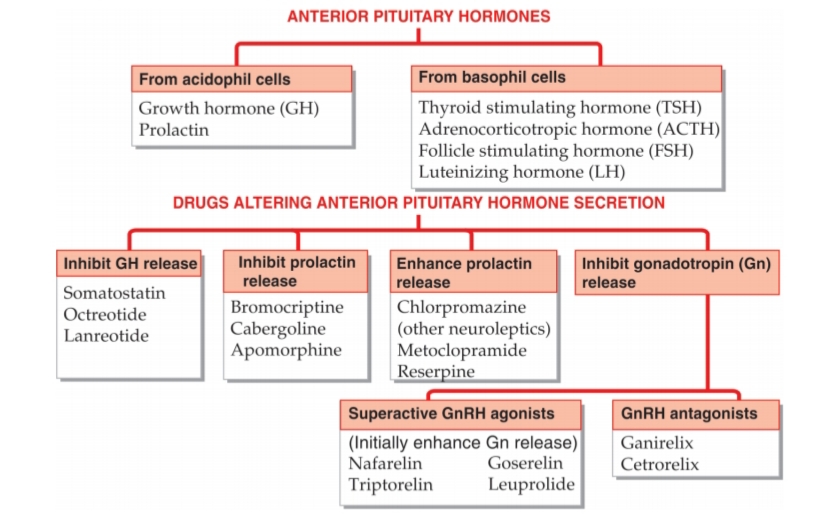 ANTERIOR PITUITARY HORMONES
From acidophil cells
Growth hormone (GH)
Prolactin
From basophil cells
Thyroid stimulating hormone (TSH)
Adrenocorticotropic hormone (ACTH)
Follicle stimulating hormone (FSH)
Luteinizing hormone (LH)
DRUGS ALTERING ANTERIOR PITUITARY HORMONE SECRETION
Inhibit GH release
Somatostatin
Octreotide
Lanreotide
Inhibit prolactin
release
Bromocriptine
Cabergoline
Apomorphine
Enhance prolactin
release
Chlorpromazine
(other neuroleptics)
Metoclopramide
Reserpine
Inhibit gonadotropin (Gn)
release
Superactive GnRH agonists
(Initially enhance Gn release)
Nafarelin Goserelin
Triptorelin Leuprolide
GnRH antagonists
Ganirelix
Cetrorelix